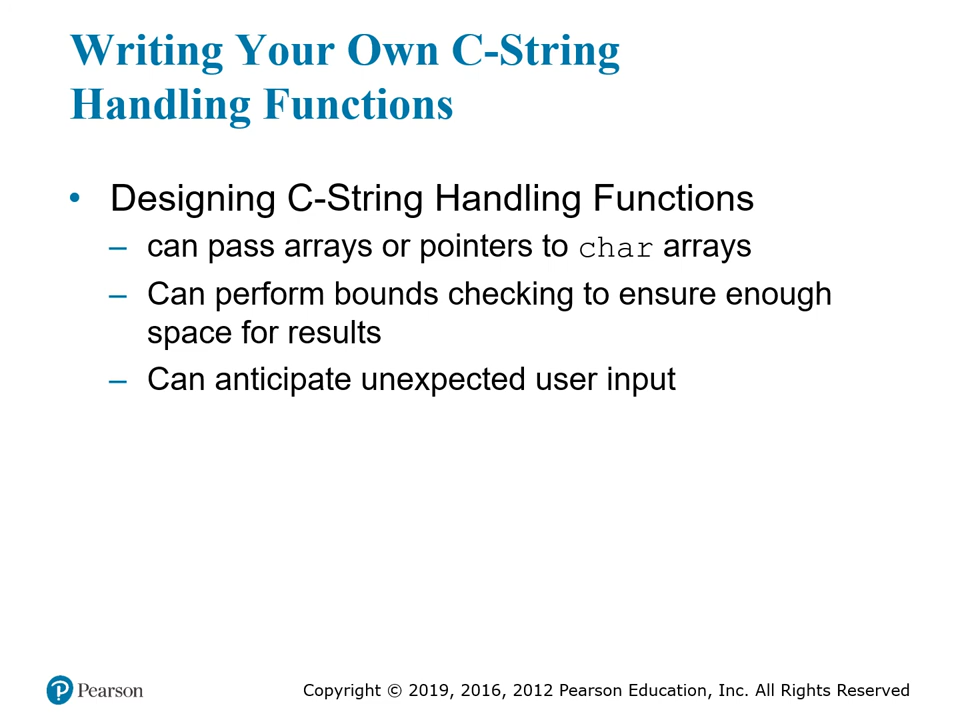 Writing Your Own C-String
Handling Functions
• Designing C-String Handling Functions
– can pass arrays or pointers to char arrays
– Can perform bounds checking to ensure enough
space for results
– Can anticipate unexpected user input
Pearson
Copyright © 2019, 2016, 2012 Pearson Education, Inc. All Rights Reserved